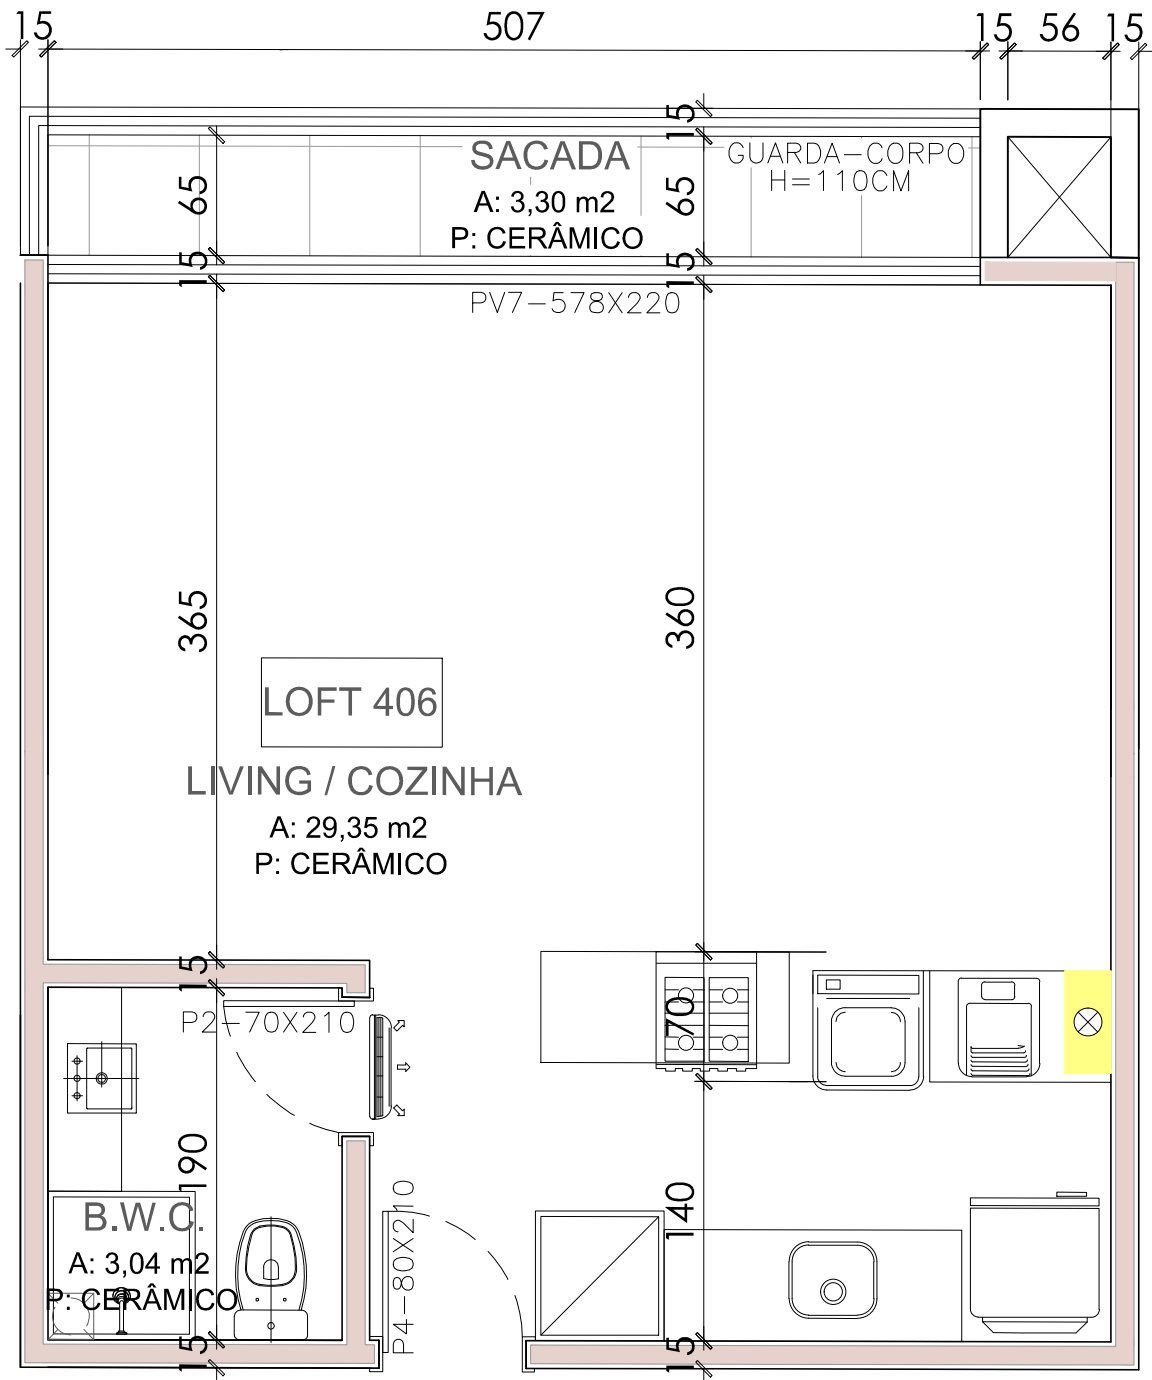 15
507
15
56
15
15
SACADA
GUARDA-CORPO
H=110CM
65
A: 3,30 m2
65
P: CERÂMICO
15
15
PV7-578X220
365
360
LOFT 406
LIVING / COZINHA
A: 29,35 m2
P: CERÂMICO
15
70
P2-70X210
190
P4-80X210
140
B.W.C.
A: 3,04 m2
P: CERÂMICO
15
15